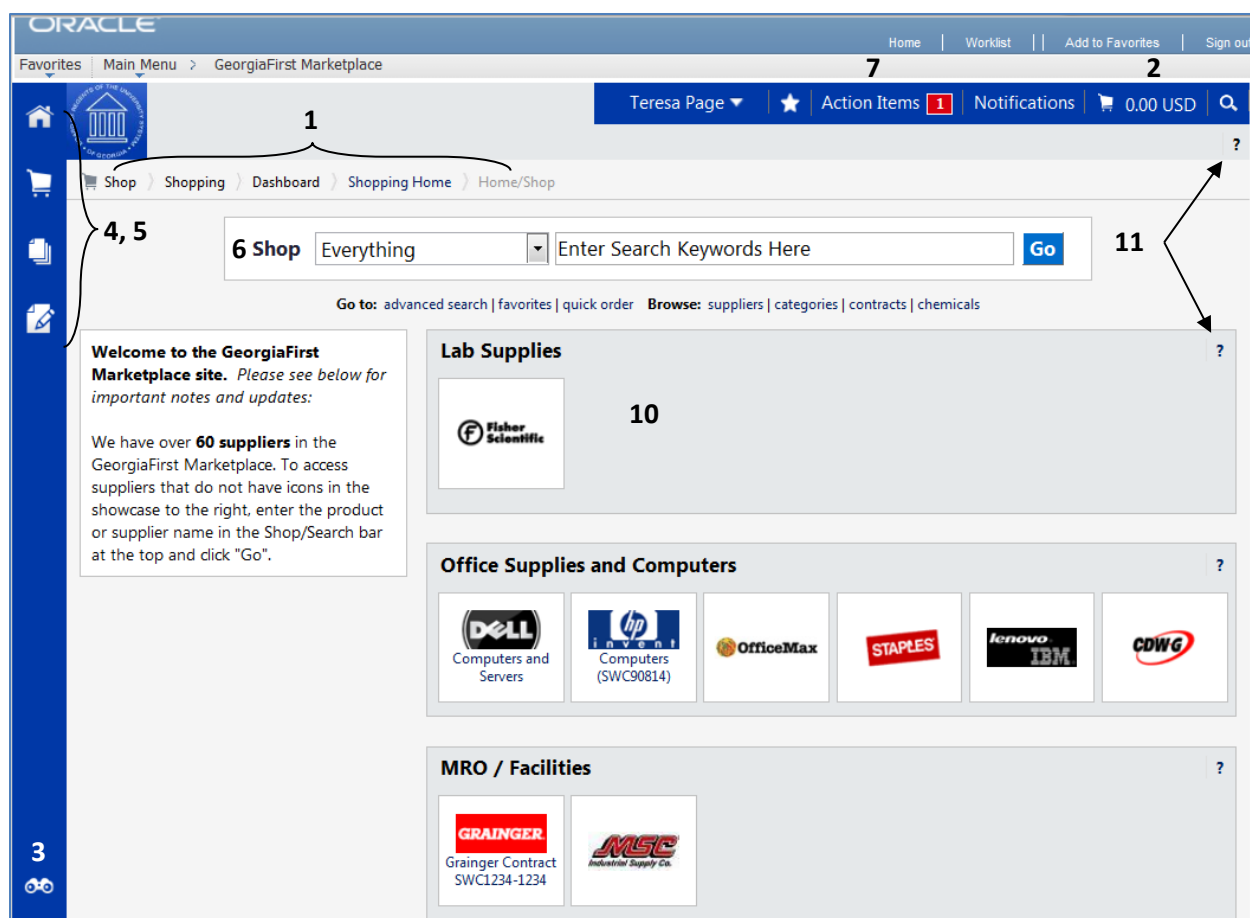 ORACLE
Home | Worklist | | Add to Favorites | Sign out
Favorites Main Menu > GeorgiaFirst Marketplace
7 2
REGENTS OF THE UNIVERSITY SYSTEM OF GEORGIA
Teresa Page Action Items 1 Notifications 0.00 USD
1
?
Shop Shopping Dashboard Shopping Home Home/Shop
4, 5
6 Shop Everything Enter Search Keywords Here Go
11
Go to: advanced search | favorites | quick order Browse: suppliers | categories | contracts | chemicals
Welcome to the GeorgiaFirst
Marketplace site. Please see below for
important notes and updates:
We have over 60 suppliers in the
GeorgiaFirst Marketplace. To access
suppliers that do not have icons in the
showcase to the right, enter the product
or supplier name in the Shop/Search bar
at the top and click "Go".
Lab Supplies ?
Fisher
Scientific
10
Office Supplies and Computers ?
DELL
Computers and
Servers
hp
invent
Computers
(SWC90814)
OfficeMax
STAPLES
lenovo
IBM
CDWG
MRO / Facilities ?
GRAINGER
Grainger Contract
SWC1234-1234
MSC
Industrial Supply Co.
3